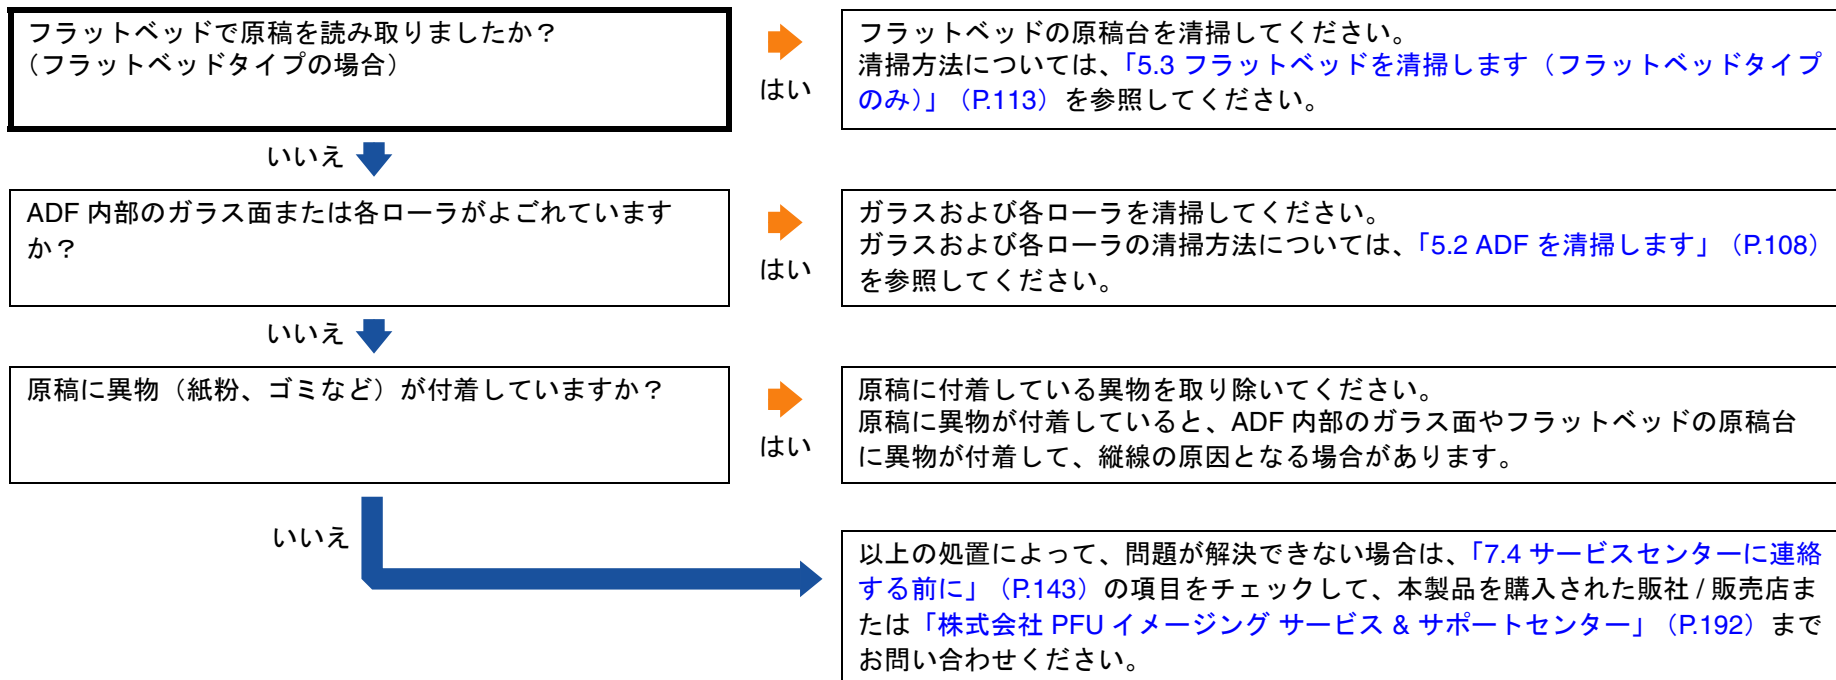 フラットベッドで原稿を読み取りましたか？
（フラットベッドタイプの場合）
はい
フラットベッドの原稿台を清掃してください。
清掃方法については、「5.3 フラットベッドを清掃します（フラットベッドタイプ
のみ）」（P.113）を参照してください。
いいえ
ADF 内部のガラス面または各ローラがよごれています
か？
はい
ガラスおよび各ローラを清掃してください。
ガラスおよび各ローラの清掃方法については、「5.2 ADF を清掃します」（P.108）
を参照してください。
いいえ
原稿に異物（紙粉、ゴミなど）が付着していますか？
はい
原稿に付着している異物を取り除いてください。
原稿に異物が付着していると、ADF 内部のガラス面やフラットベッドの原稿台
に異物が付着して、縦線の原因となる場合があります。
いいえ
以上の処置によって、問題が解決できない場合は、「7.4 サービスセンターに連絡
する前に」（P.143）の項目をチェックして、本製品を購入された販社 / 販売店ま
たは「株式会社 PFU イメージング サービス & サポートセンター」（P.192）まで
お問い合わせください。